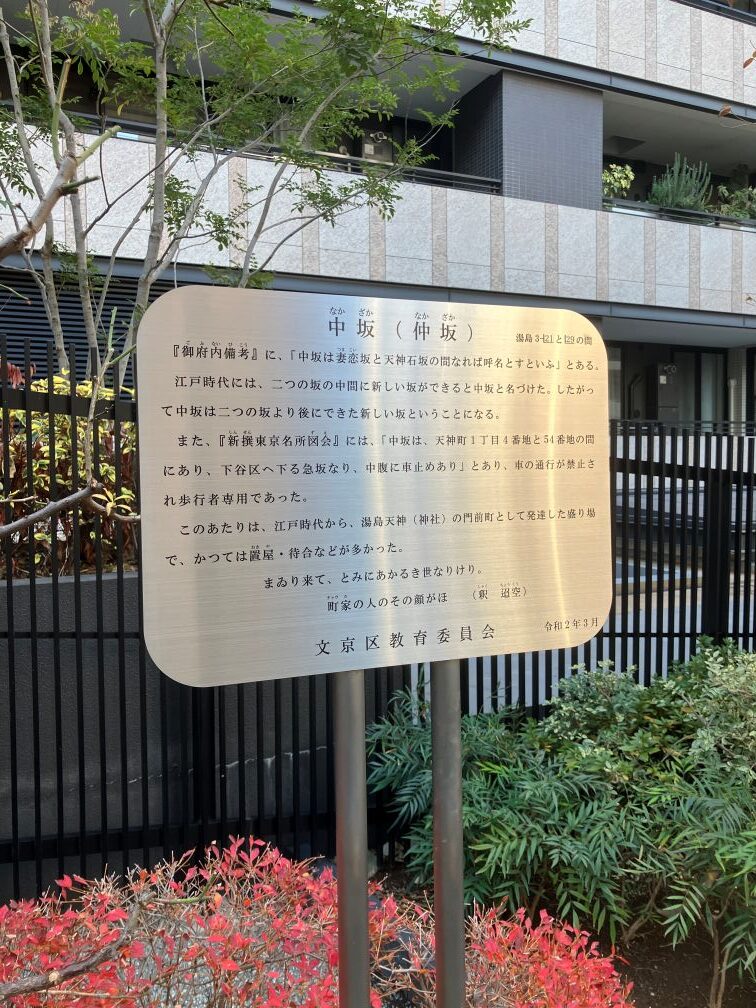 中坂（仲坂） 湯島3-21と29の間
『御府内備考』に、「中坂は妻恋坂と天神石坂の間なれば呼名とすといふ」とある。
江戸時代には、二つの坂の中間に新しい坂ができると中坂と名づけた。したがっ
て中坂は二つの坂より後にできた新しい坂ということになる。
また、『新撰東京名所図会』には、「中坂は、天神町1丁目4番地と54番地の間
にあり、下谷区へ下る急坂なり、中腹に車止めあり」とあり、車の通行が禁止さ
れ歩行者専用であった。
このあたりは、江戸時代から、湯島天神（神社）の門前町として発達した盛り場
で、かつては置屋・待合などが多かった。
まゐり来て、とみにあかるき世なりけり。
町家の人のその顔がほ （釈 迢空）
文京区教育委員会 令和2年3月